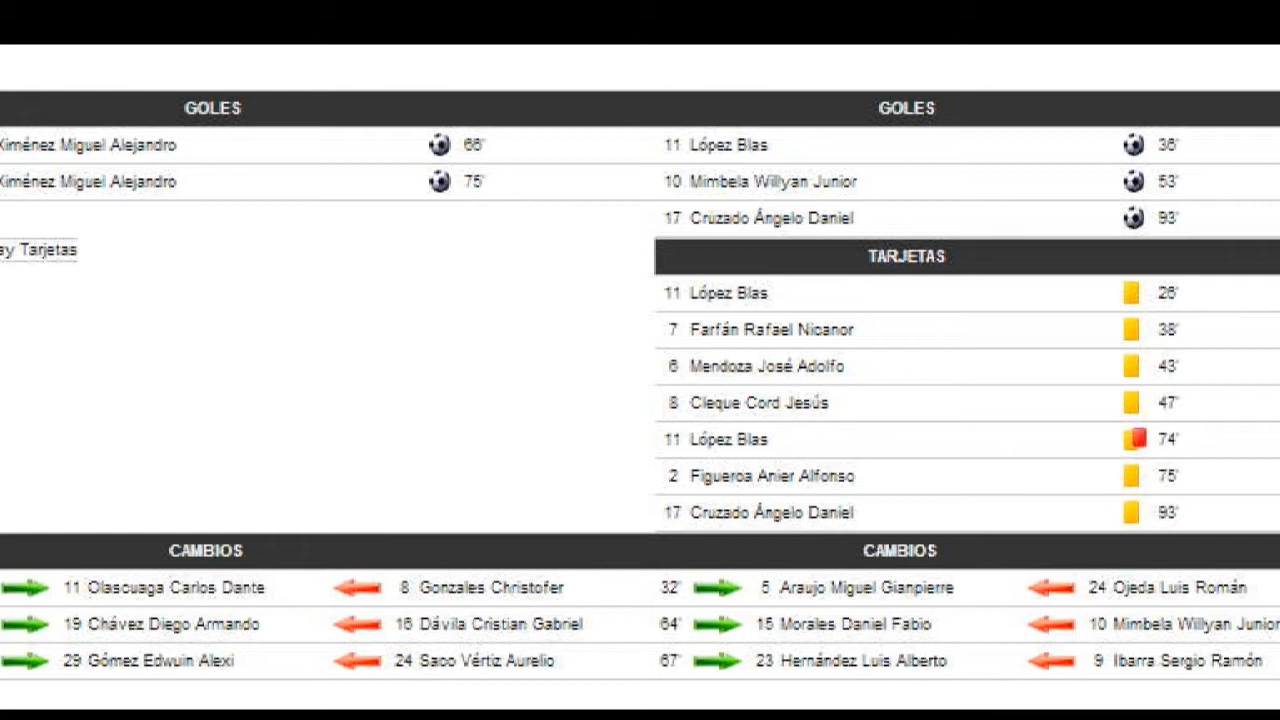 GOLES GOLES
Ximénez Miguel Alejandro 66' 11 López Blas 36'
Ximénez Miguel Alejandro 75' 10 Mimbela Willyan Junior 53'
17 Cruzado Ángelo Daniel 93'
ay Tarjetas TARJETAS
11 López Blas 26'
7 Farfán Rafael Nicanor 38'
6 Mendoza José Adolfo 43'
8 Cleque Cord Jesús 47'
11 López Blas 74'
2 Figueroa Anier Alfonso 75'
17 Cruzado Ángelo Daniel 93'
CAMBIOS CAMBIOS
11 Olascuaga Carlos Dante 8 Gonzales Christofer 32' 5 Araujo Miguel Gianpierre 24 Ojeda Luis Román
19 Chávez Diego Armando 16 Dávila Cristian Gabriel 64' 15 Morales Daniel Fabio 10 Mimbela Willyan Junior
29 Gómez Edwuin Alexi 24 Saco Vértiz Aurelio 67' 23 Hernández Luis Alberto 9 Ibarra Sergio Ramón